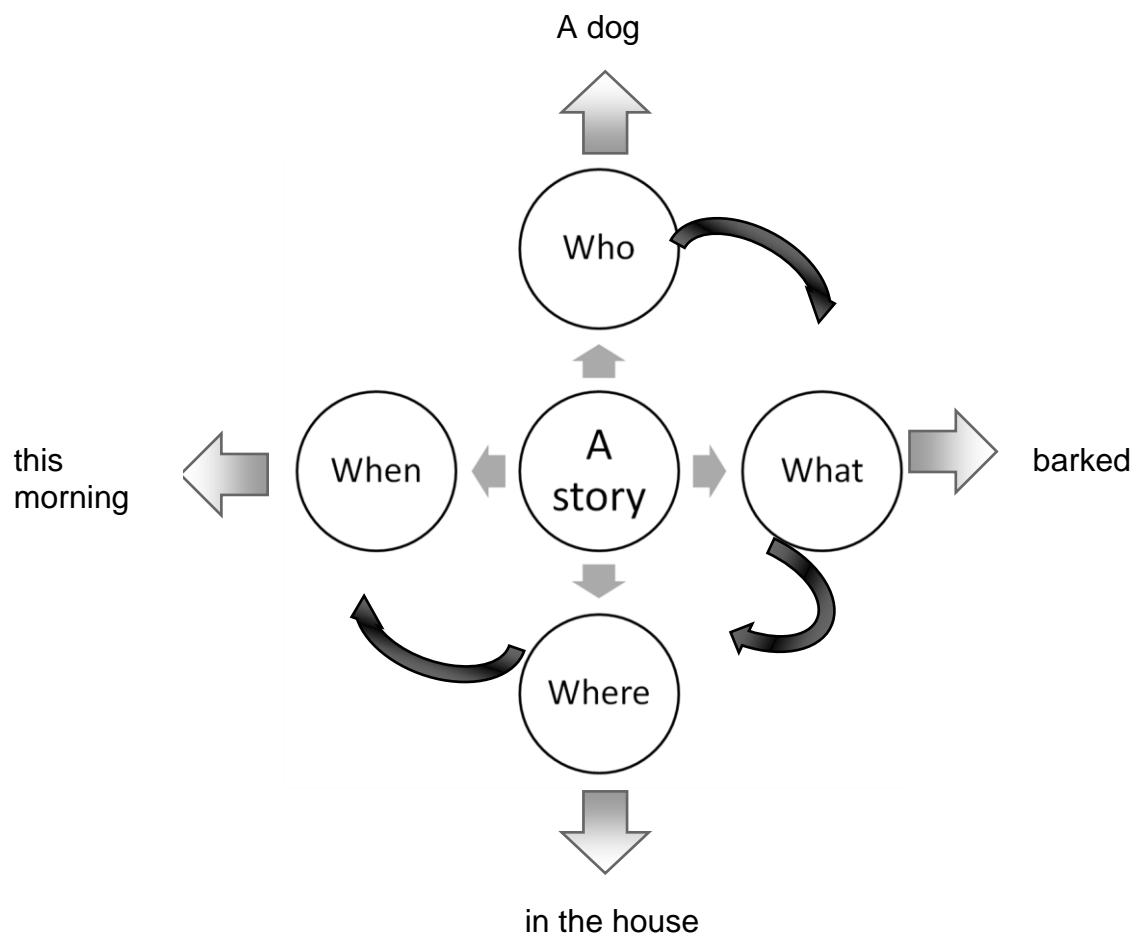 A dog
Who
this
morning
When
A
story
What
barked
Where
in the house